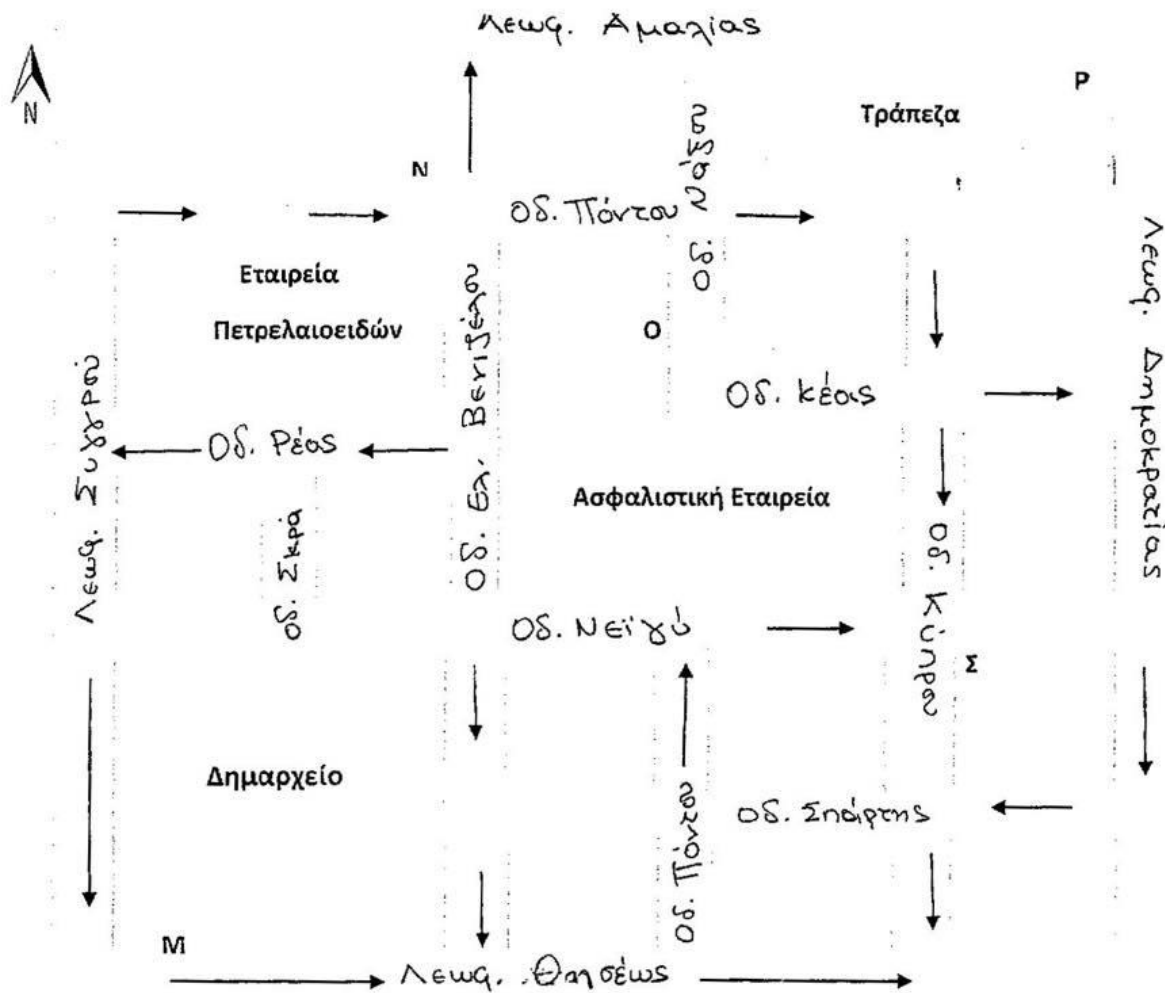 Λεωφ. Αμαλίας
N
P
Τράπεζα
Ν
Οδ. Πόντου
Οδ. Νάξου
Εταιρεία
Πετρελαιοειδών
Ο
Οδ. Ελ. Βενιζέλου
Λεωφ. Δημοκρατίας
Οδ. Κέας
Λεωφ. Συγγρού
Οδ. Ρέας
Ασφαλιστική Εταιρεία
Οδ. Σκρά
Οδ. Νεϊγύ
Οδ. Κύπρου
Σ
Δημαρχείο
Οδ. Σπάρτης
Οδ. Πόντου
Μ
Λεωφ. Θησέως